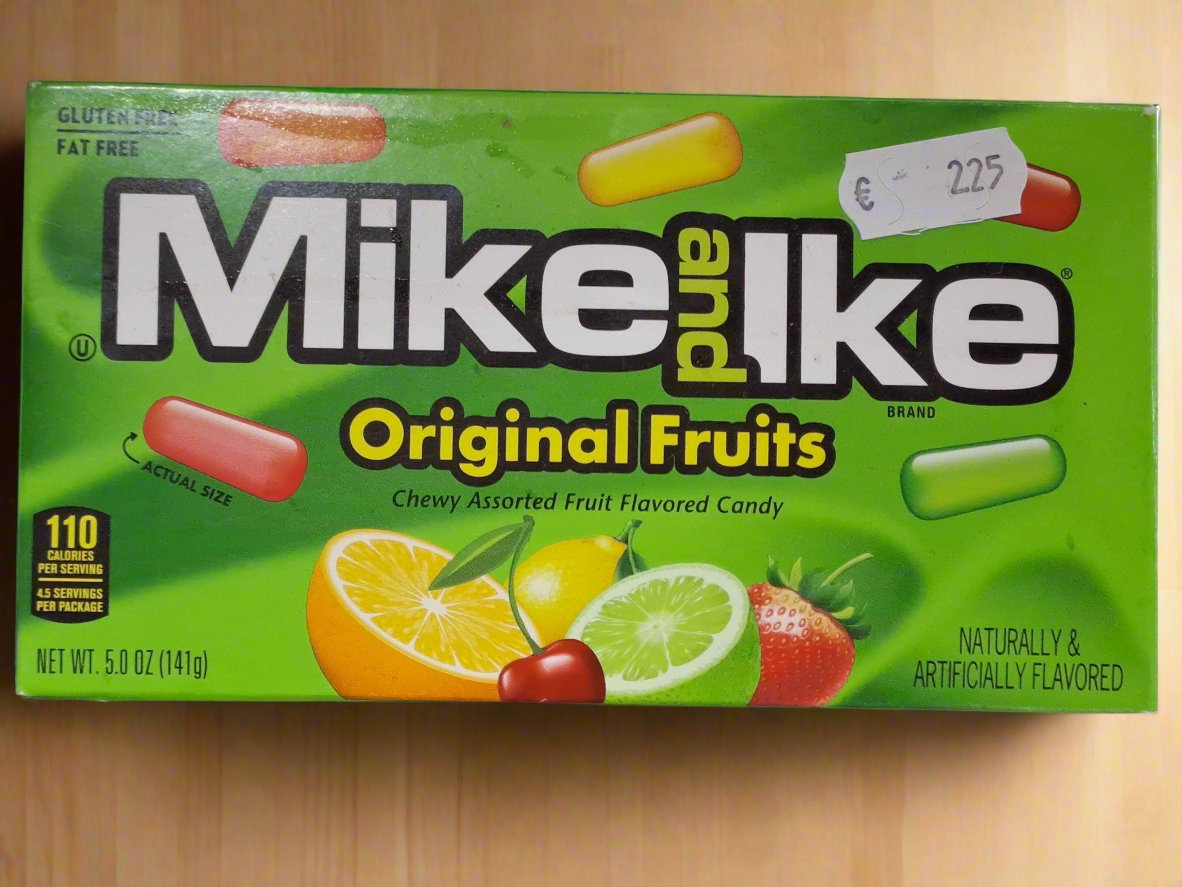 GLUTEN FREE
FAT FREE
€ - 225
Mike and Ike ®
U
BRAND
Original Fruits
Chewy Assorted Fruit Flavored Candy
ACTUAL SIZE
110
CALORIES
PER SERVING
4.5 SERVINGS
PER PACKAGE
NET WT. 5.0 OZ (141g)
NATURALLY &
ARTIFICIALLY FLAVORED